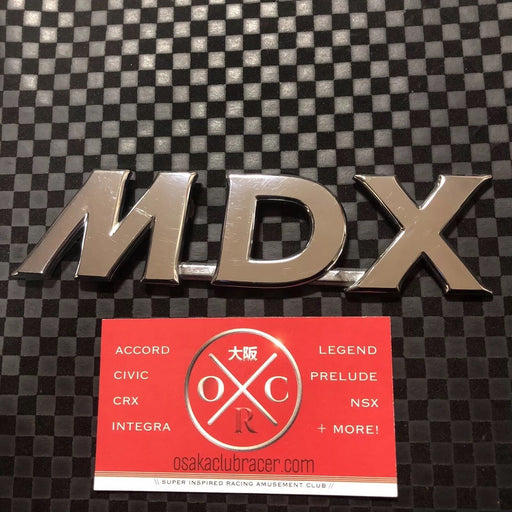 MDX
ACCORD
CIVIC
CRX
INTEGRA
大阪
O C
R
LEGEND
PRELUDE
NSX
+ MORE!
osakaclubracer.com
\\ SUPER INSPIRED RACING AMUSEMENT CLUB //